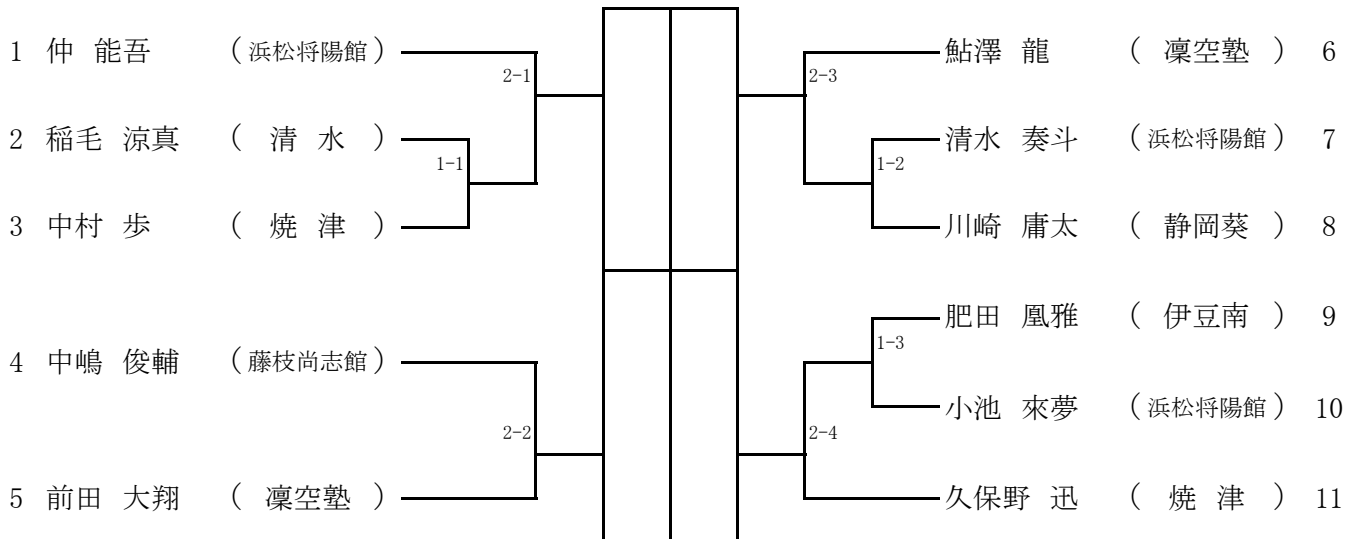 1 仲 能吾 （浜松将陽館）
2-1
2 稲毛 涼真 （ 清 水 ）
1-1
3 中村 歩 （ 焼 津 ）
4 中嶋 俊輔 （藤枝尚志館）
2-2
5 前田 大翔 （ 凜空塾 ）
鮎澤 龍 （ 凜空塾 ） 6
2-3
清水 奏斗 （浜松将陽館） 7
1-2
川崎 庸太 （ 静岡葵 ） 8
肥田 凰雅 （ 伊豆南 ） 9
1-3
小池 來夢 （浜松将陽館） 10
2-4
久保野 迅 （ 焼 津 ） 11